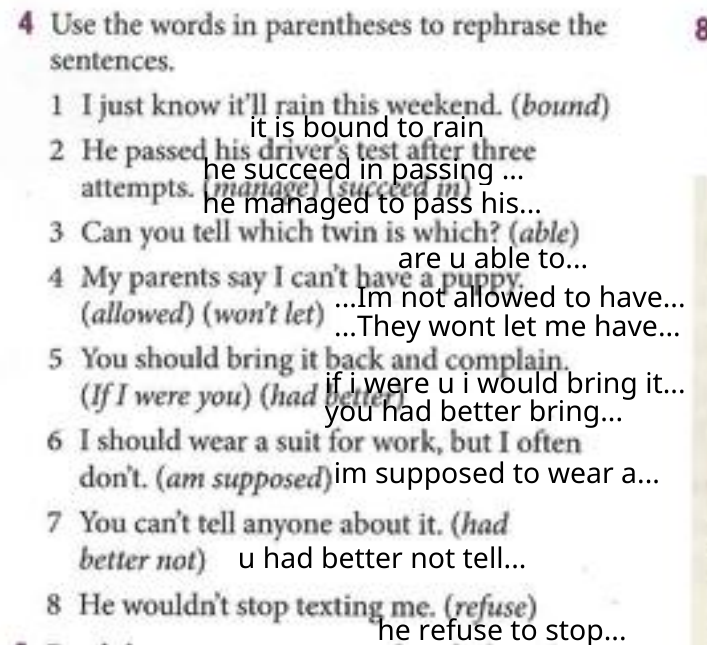 4 Use the words in parentheses to rephrase the 8
sentences.
1 I just know it'll rain this weekend. (bound)
it is bound to rain
2 He passed his driver's test after three
he succeed in passing ...
attempts. (manage) (succeed in)
he managed to pass his...
3 Can you tell which twin is which? (able)
are u able to...
4 My parents say I can't have a puppy.
...Im not allowed to have...
(allowed) (won't let)
...They wont let me have...
5 You should bring it back and complain.
if i were u i would bring it...
(If I were you) (had better)
you had better bring...
6 I should wear a suit for work, but I often
don't. (am supposed) im supposed to wear a...
7 You can't tell anyone about it. (had
better not) u had better not tell...
8 He wouldn't stop texting me. (refuse)
he refuse to stop...